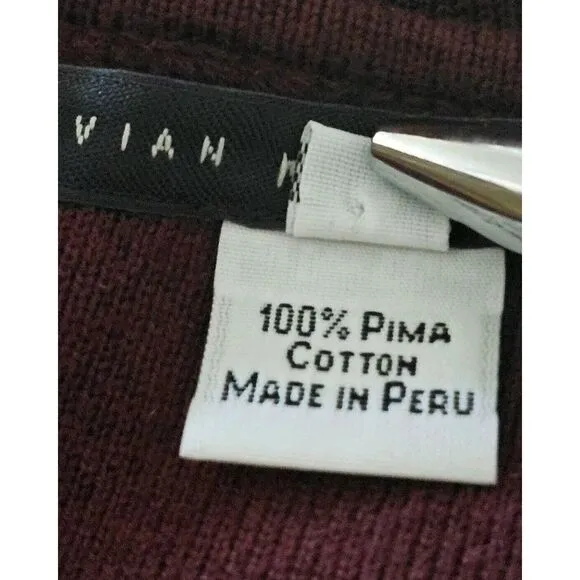 VIAN
100% PIMA
COTTON
MADE IN PERU